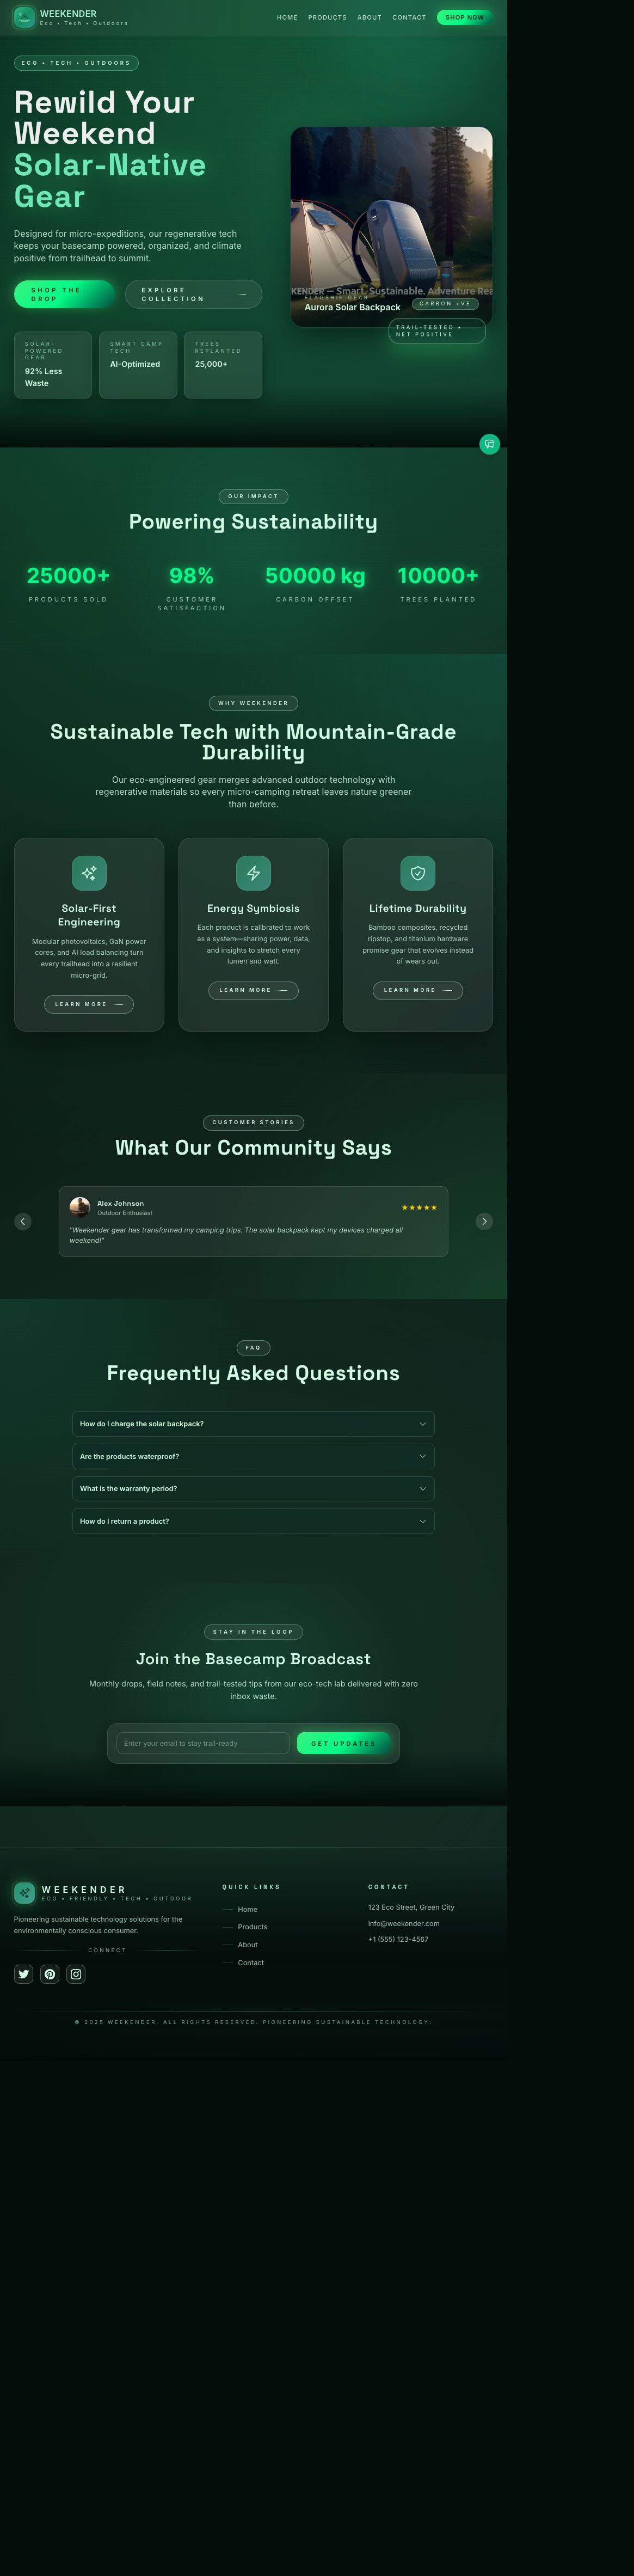 WEEKENDER
Eco • Tech • Outdoors
HOME
PRODUCTS
ABOUT
CONTACT
SHOP NOW
ECO • TECH • OUTDOORS
Rewild Your
Weekend
Solar-Native
Gear
Designed for micro-expeditions, our regenerative tech
keeps your basecamp powered, organized, and climate
positive from trailhead to summit.
SHOP THE
DROP
EXPLORE
COLLECTION
SOLAR-
POWERED
GEAR
92% Less
Waste
SMART CAMP
TECH
AI-Optimized
TREES
REPLANTED
25,000+
KENDER — Smart. Sustainable. Adventure Rea
FLAGSHIP GEAR
Aurora Solar Backpack
CARBON +VE
TRAIL-TESTED •
NET POSITIVE
OUR IMPACT
Powering Sustainability
25000+
PRODUCTS SOLD
98%
CUSTOMER
SATISFACTION
50000 kg
CARBON OFFSET
10000+
TREES PLANTED
WHY WEEKENDER
Sustainable Tech with Mountain-Grade
Durability
Our eco-engineered gear merges advanced outdoor technology with
regenerative materials so every micro-camping retreat leaves nature greener
than before.
Solar-First
Engineering
Modular photovoltaics, GaN power
cores, and AI load balancing turn
every trailhead into a resilient
micro-grid.
LEARN MORE
Energy Symbiosis
Each product is calibrated to work
as a system—sharing power, data,
and insights to stretch every
lumen and watt.
LEARN MORE
Lifetime Durability
Bamboo composites, recycled
ripstop, and titanium hardware
promise gear that evolves instead
of wears out.
LEARN MORE
CUSTOMER STORIES
What Our Community Says
Alex Johnson
Outdoor Enthusiast
★★★★★
"Weekender gear has transformed my camping trips. The solar backpack kept my devices charged all
weekend!"
FAQ
Frequently Asked Questions
How do I charge the solar backpack?
Are the products waterproof?
What is the warranty period?
How do I return a product?
STAY IN THE LOOP
Join the Basecamp Broadcast
Monthly drops, field notes, and trail-tested tips from our eco-tech lab delivered with zero
inbox waste.
Enter your email to stay trail-ready
GET UPDATES
WEEKENDER
ECO • FRIENDLY • TECH • OUTDOOR
Pioneering sustainable technology solutions for the
environmentally conscious consumer.
CONNECT
QUICK LINKS
Home
Products
About
Contact
CONTACT
123 Eco Street, Green City
info@weekender.com
+1 (555) 123-4567
© 2025 WEEKENDER. ALL RIGHTS RESERVED. PIONEERING SUSTAINABLE TECHNOLOGY.